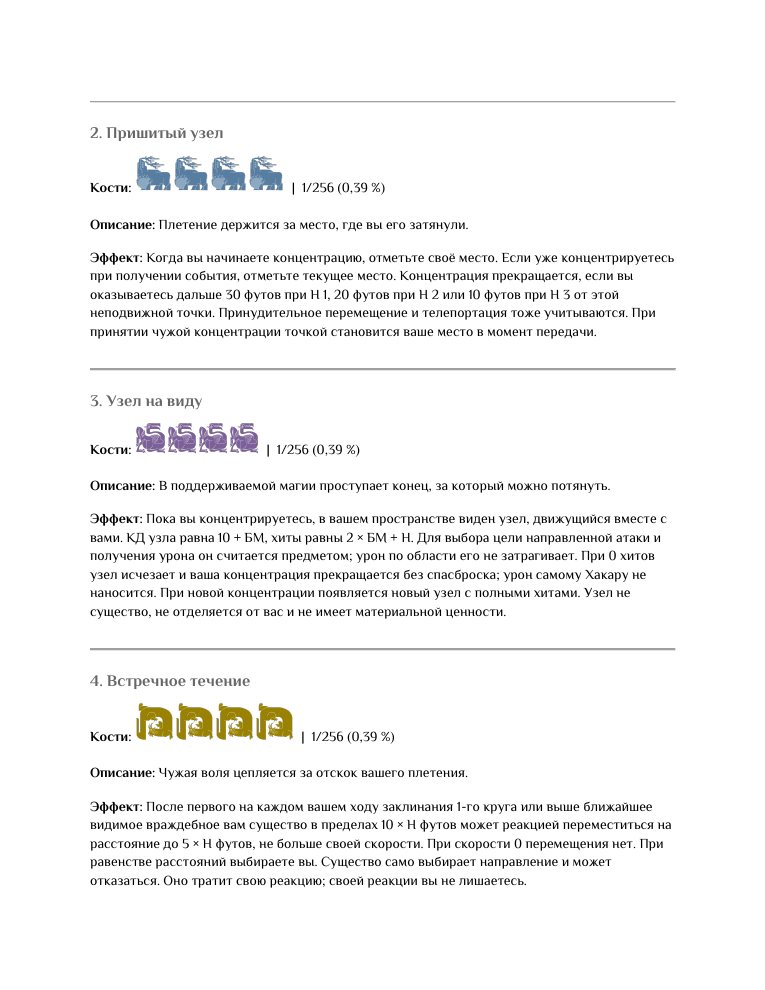 2. Пришитый узел
Кости: | 1/256 (0,39 %)
Описание: Плетение держится за место, где вы его затянули.
Эффект: Когда вы начинаете концентрацию, отметьте своё место. Если уже концентрируетесь
при получении события, отметьте текущее место. Концентрация прекращается, если вы
оказываетесь дальше 30 футов при Н 1, 20 футов при Н 2 или 10 футов при Н 3 от этой
неподвижной точки. Принудительное перемещение и телепортация тоже учитываются. При
принятии чужой концентрации точкой становится ваше место в момент передачи.
3. Узел на виду
Кости: | 1/256 (0,39 %)
Описание: В поддерживаемой магии проступает конец, за который можно потянуть.
Эффект: Пока вы концентрируетесь, в вашем пространстве виден узел, движущийся вместе с
вами. КД узла равна 10 + БМ, хиты равны 2 × БМ + Н. Для выбора цели направленной атаки и
получения урона он считается предметом; урон по области его не затрагивает. При 0 хитов
узел исчезает и ваша концентрация прекращается без спасброска; урон самому Хакару не
наносится. При новой концентрации появляется новый узел с полными хитами. Узел не
существо, не отделяется от вас и не имеет материальной ценности.
4. Встречное течение
Кости: | 1/256 (0,39 %)
Описание: Чужая воля цепляется за отскок вашего плетения.
Эффект: После первого на каждом вашем ходу заклинания 1-го круга или выше ближайшее
видимое враждебное вам существо в пределах 10 × Н футов может реакцией переместиться на
расстояние до 5 × Н футов, не больше своей скорости. При скорости 0 перемещения нет. При
равенстве расстояний выбираете вы. Существо само выбирает направление и может
отказаться. Оно тратит свою реакцию; своей реакции вы не лишаетесь.